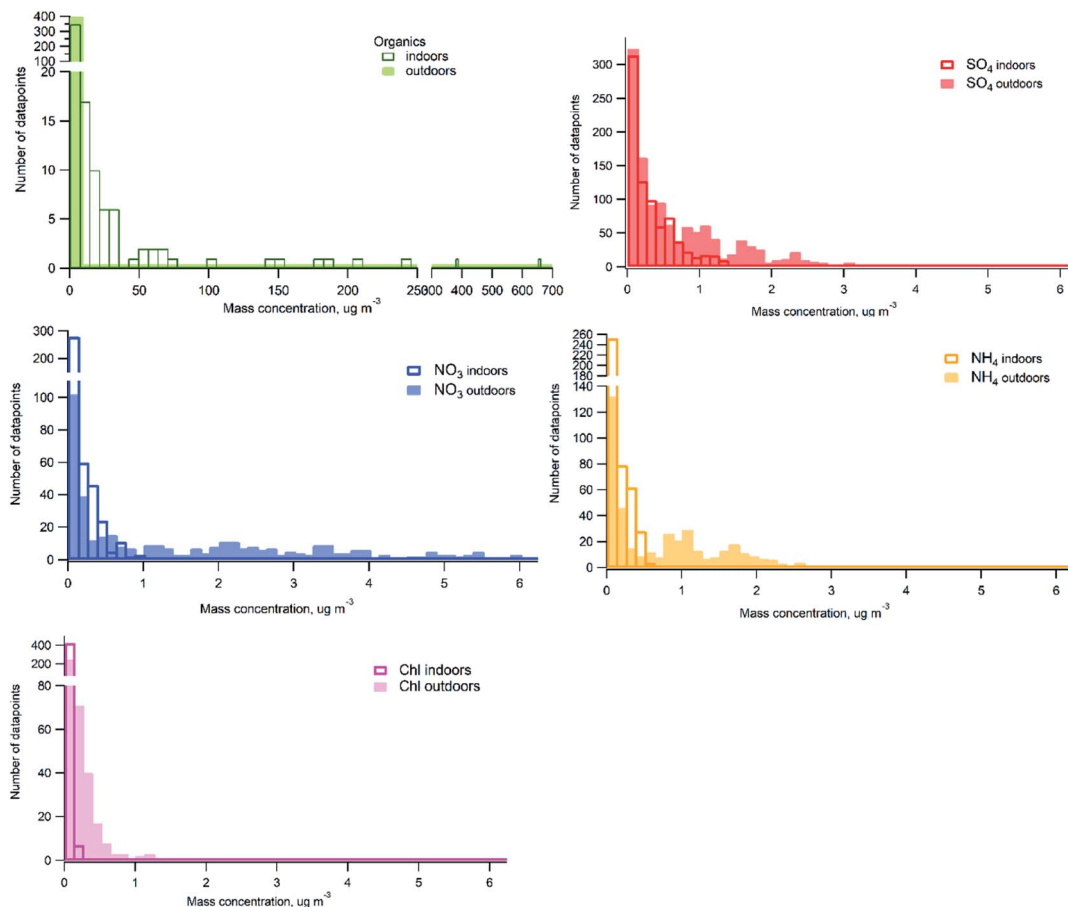 400
300
200
100
20
15
10
5
0
Number of datapoints
Organics
indoors
outdoors
0 50 100 150 200 250 300 400 500 600 700
Mass concentration, ug m-3
300
250
200
150
100
50
0
Number of datapoints
SO4 indoors
SO4 outdoors
0 1 2 3 4 5 6
Mass concentration, ug m-3
300
200
100
80
60
40
20
0
Number of datapoints
NO3 indoors
NO3 outdoors
0 1 2 3 4 5 6
Mass concentration, ug m-3
260
240
220
200
180
140
120
100
80
60
40
20
0
Number of datapoints
NH4 indoors
NH4 outdoors
0 1 2 3 4 5 6
Mass concentration, ug m-3
400
200
80
60
40
20
0
Number of datapoints
Chl indoors
Chl outdoors
0 1 2 3 4 5 6
Mass concentration, ug m-3